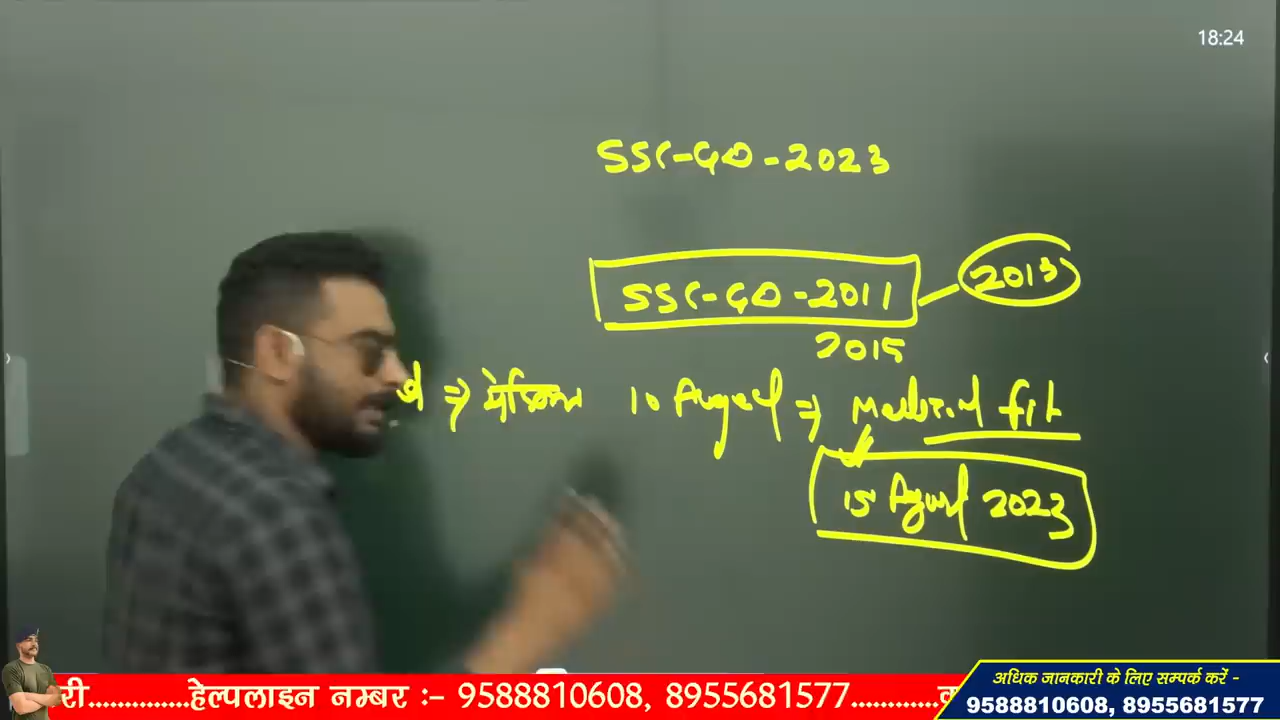 18:24
SSC-GD-2023
SSC-GD-2011 2013
2015
⇒ मेडिकल 10 August ⇒ Medical fit
15 August 2023
री..............हेल्पलाइन नम्बर :- 9588810608, 8955681577...........
अधिक जानकारी के लिए सम्पर्क करें -
9588810608, 8955681577